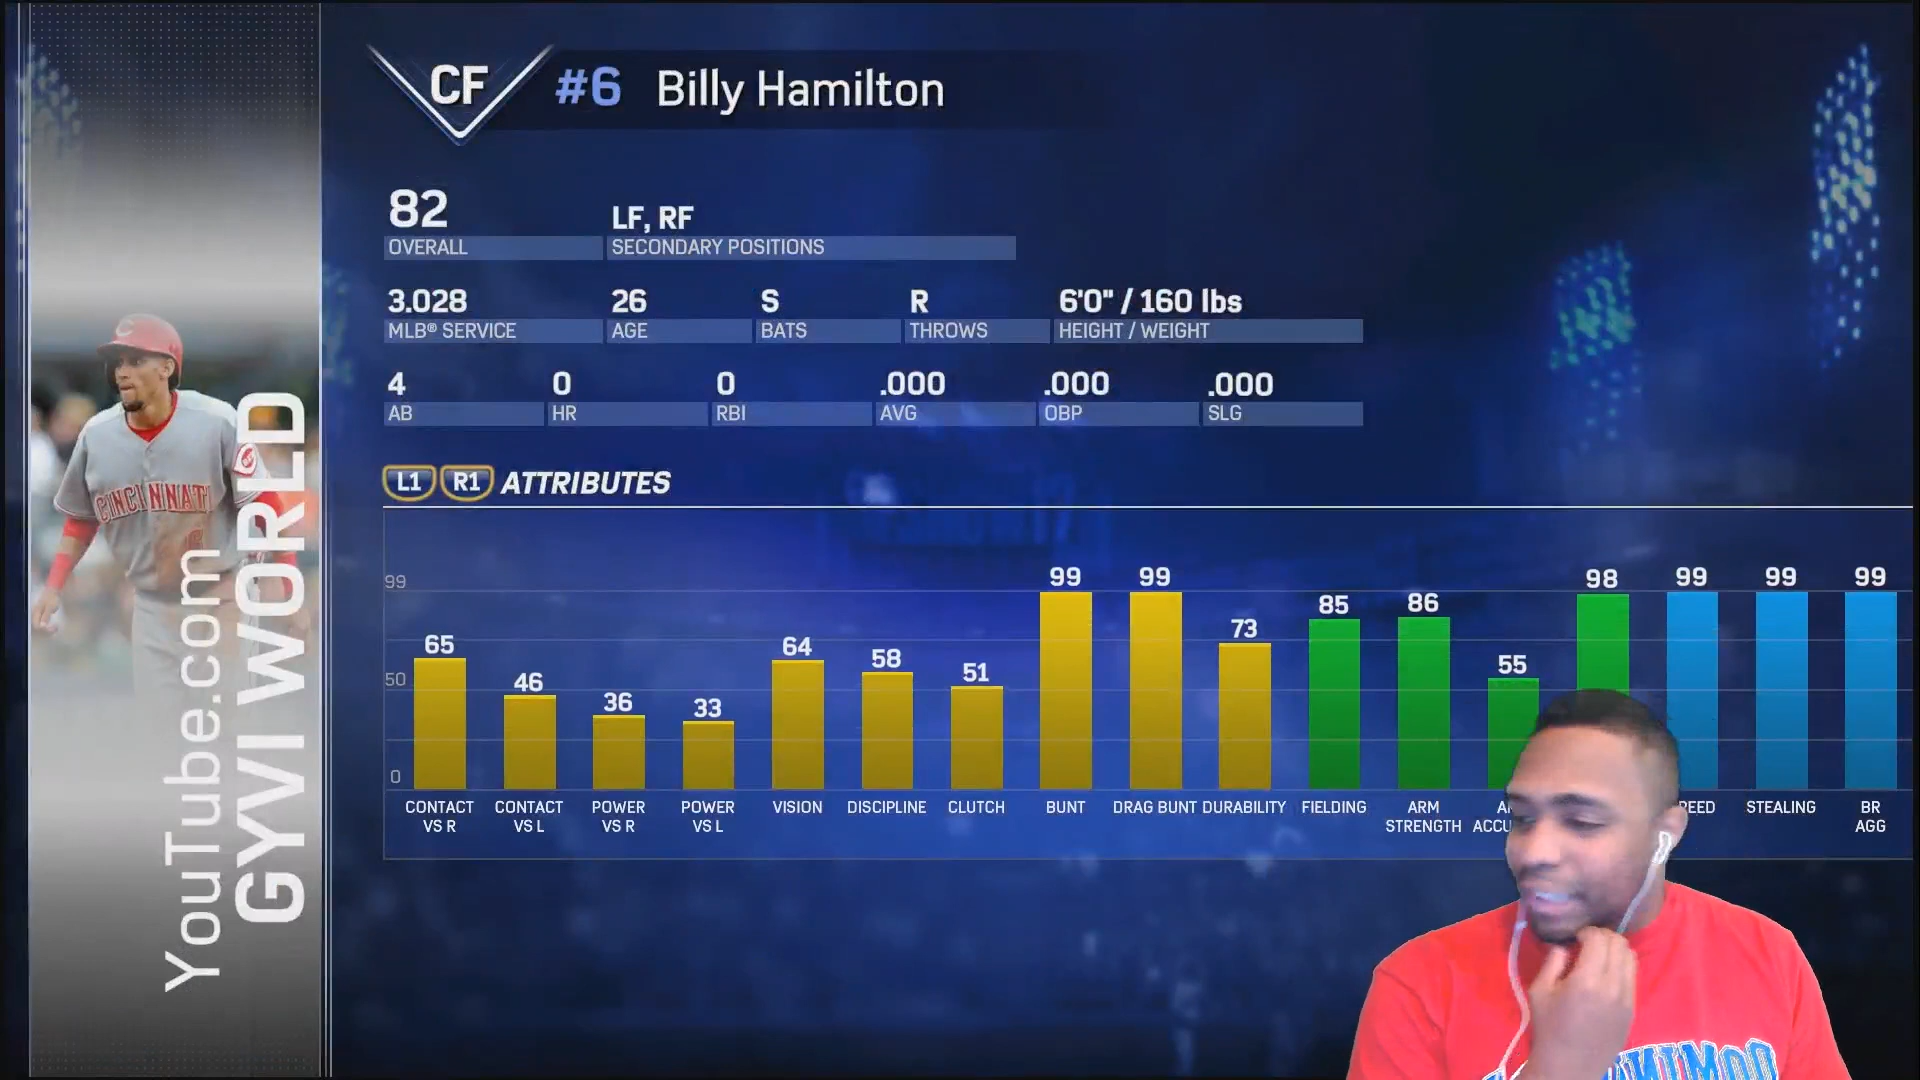 CF #6 Billy Hamilton
82
OVERALL
LF, RF
SECONDARY POSITIONS
3.028
MLB® SERVICE
26
AGE
S
BATS
R
THROWS
6'0" / 160 lbs
HEIGHT / WEIGHT
4
AB
0
HR
0
RBI
.000
AVG
.000
OBP
.000
SLG
L1 R1 ATTRIBUTES
99
50
0
65
CONTACT
VS R
46
CONTACT
VS L
36
POWER
VS R
33
POWER
VS L
64
VISION
58
DISCIPLINE
51
CLUTCH
99
BUNT
99
DRAG BUNT
73
DURABILITY
85
FIELDING
86
ARM
STRENGTH
55
98
99
99
STEALING
99
BR
AGG
YouTube.com
GYVI WORLD
CINCINNATI